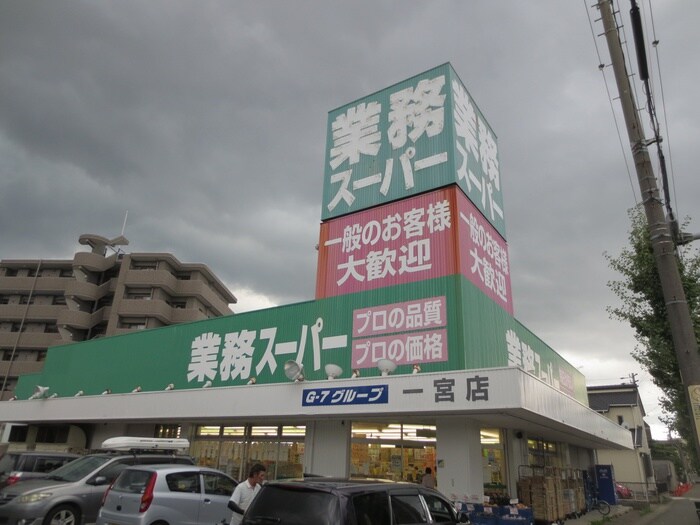 業務
スーパー
業務
スーパー
一般のお客様
大歓迎
一般のお客様
大歓迎
業務スーパー
プロの品質
プロの価格
業務スーパー
G-7グループ
一宮店